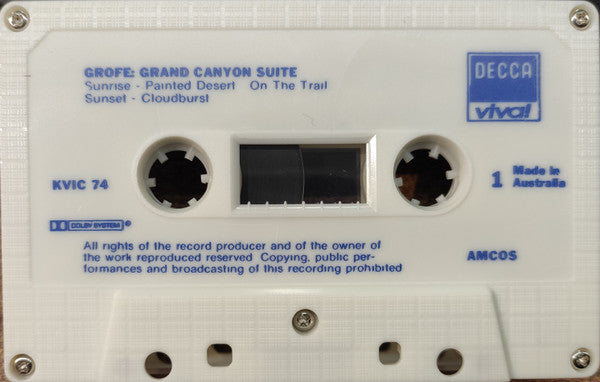 GROFE: GRAND CANYON SUITE
Sunrise - Painted Desert On The Trail
Sunset - Cloudburst
DECCA
viva!
KVIC 74
1
Made in
Australia
DOLBY SYSTEM
All rights of the record producer and of the owner of
the work reproduced reserved Copying, public per-
formances and broadcasting of this recording prohibited
AMCOS